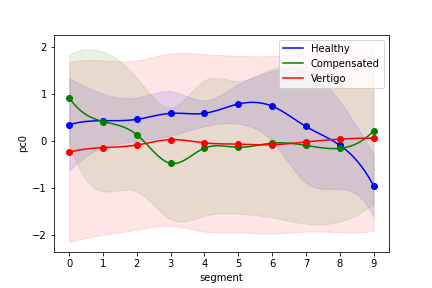 Healthy
Compensated
Vertigo
2
1
0
−1
−2
pc0
0 1 2 3 4 5 6 7 8 9
segment